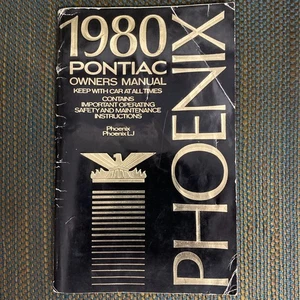 1980
PONTIAC
OWNERS MANUAL
KEEP WITH CAR AT ALL TIMES
CONTAINS
IMPORTANT OPERATING
SAFETY AND MAINTENANCE
INSTRUCTIONS
Phoenix
Phoenix LJ
PHOENIX